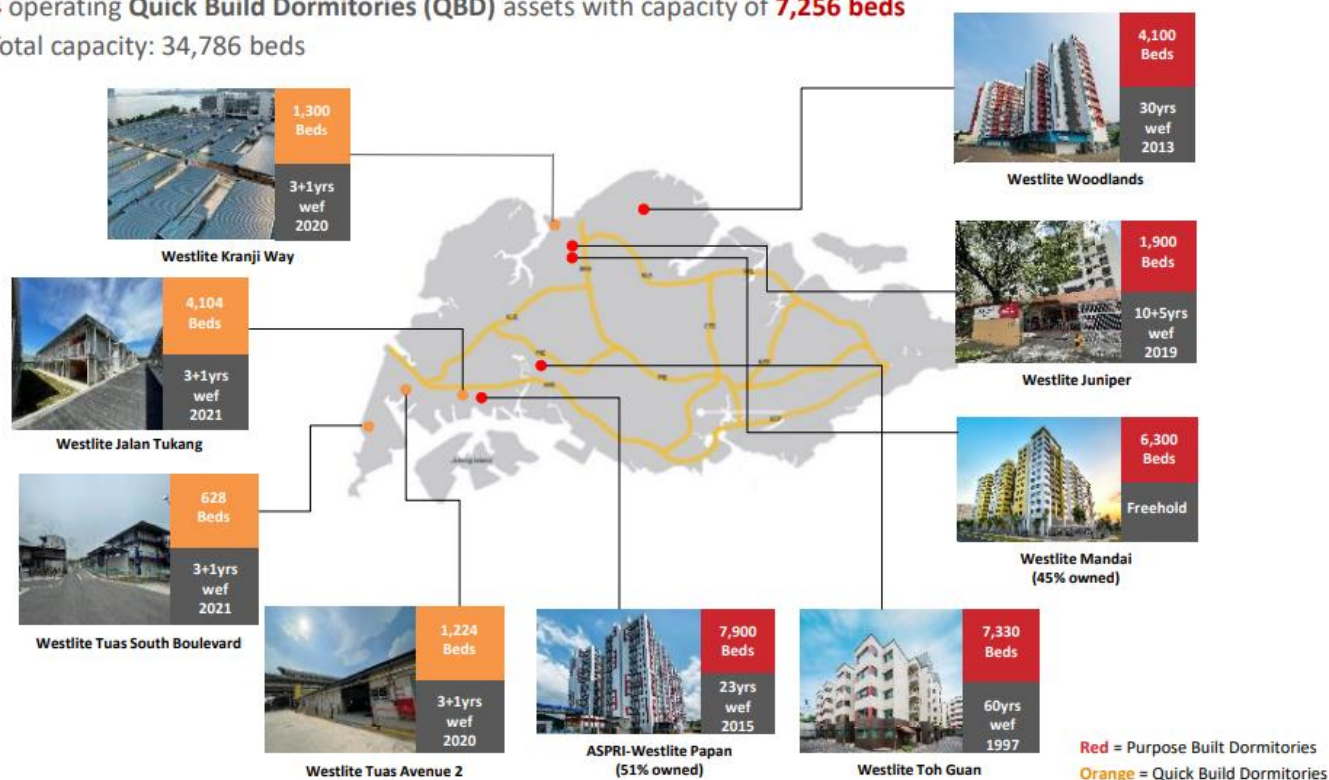 operating Quick Build Dormitories (QBD) assets with capacity of 7,256 beds
Total capacity: 34,786 beds
1,300
Beds
3+1yrs
wef
2020
Westlite Kranji Way
4,100
Beds
30yrs
wef
2013
Westlite Woodlands
4,104
Beds
3+1yrs
wef
2021
Westlite Jalan Tukang
1,900
Beds
10+5yrs
wef
2019
Westlite Juniper
628
Beds
3+1yrs
wef
2021
Westlite Tuas South Boulevard
6,300
Beds
Freehold
Westlite Mandai
(45% owned)
1,224
Beds
3+1yrs
wef
2020
Westlite Tuas Avenue 2
7,900
Beds
23yrs
wef
2015
ASPRI-Westlite Papan
(51% owned)
7,330
Beds
60yrs
wef
1997
Westlite Toh Guan
Jurong Island
CTE
PIE
Red = Purpose Built Dormitories
Orange = Quick Build Dormitories